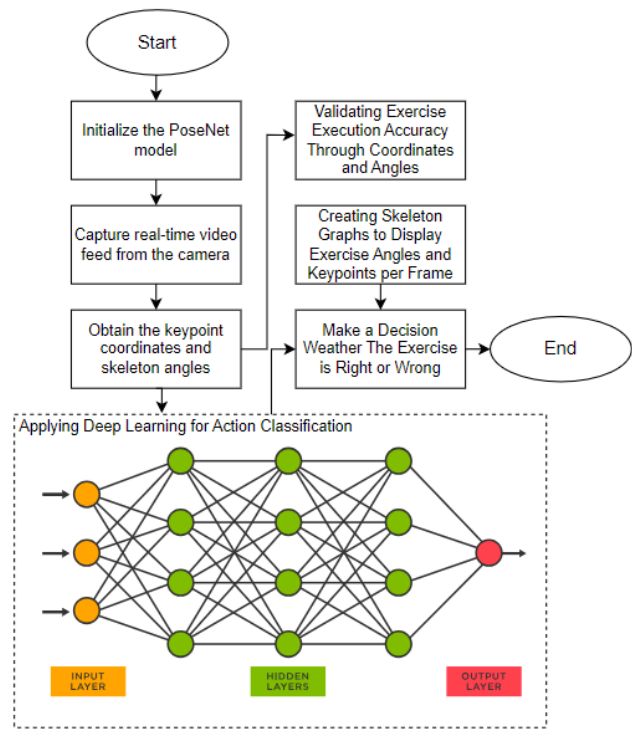 Start
Initialize the PoseNet
model
Capture real-time video
feed from the camera
Obtain the keypoint
coordinates and
skeleton angles
Validating Exercise
Execution Accuracy
Through Coordinates
and Angles
Creating Skeleton
Graphs to Display
Exercise Angles and
Keypoints per Frame
Make a Decision
Weather The Exercise
is Right or Wrong
End
Applying Deep Learning for Action Classification
INPUT
LAYER
HIDDEN
LAYERS
OUTPUT
LAYER